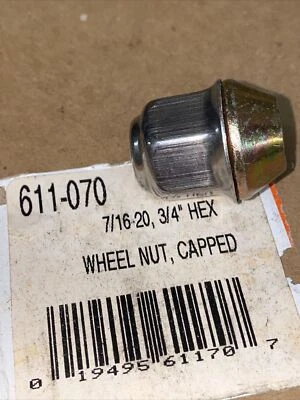 611-070
7/16-20, 3/4" HEX
WHEEL NUT, CAPPED
0 19495 61170 7